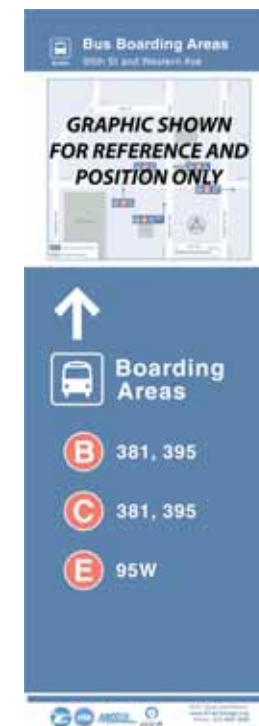 Bus Boarding Areas
95th St and Western Ave
GRAPHIC SHOWN
FOR REFERENCE AND
POSITION ONLY
Boarding
Areas
B 381, 395
C 381, 395
E 95W